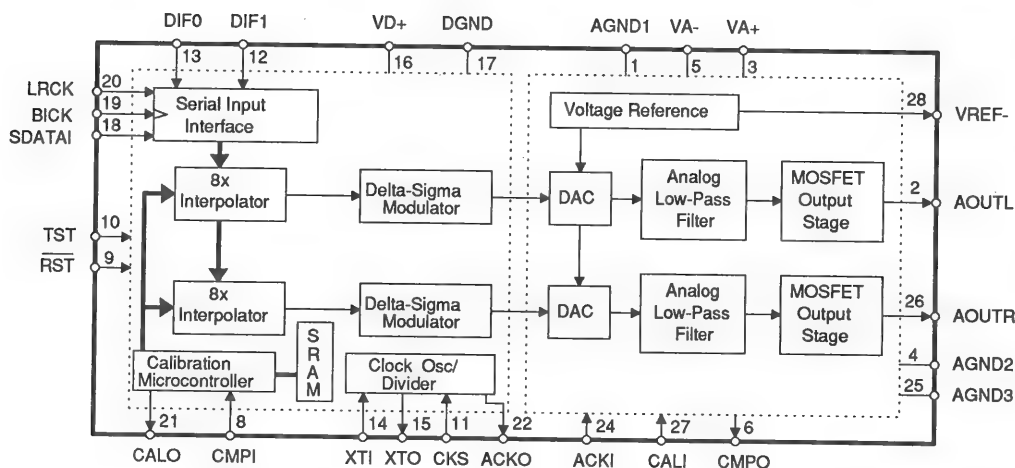 DIF0 DIF1 VD+ DGND AGND1 VA- VA+
13 12 16 17 1 5 3
LRCK 20
BICK 19
SDATAI 18
Serial Input
Interface
Voltage Reference
28 VREF-
8x
Interpolator
Delta-Sigma
Modulator
DAC
Analog
Low-Pass
Filter
MOSFET
Output
Stage
2 AOUTL
TST 10
RST 9
8x
Interpolator
Delta-Sigma
Modulator
DAC
Analog
Low-Pass
Filter
MOSFET
Output
Stage
26 AOUTR
Calibration
Microcontroller
SRAM
Clock Osc/
Divider
4 AGND2
25 AGND3
21 8 14 15 11 22 24 27 6
CALO CMPI XTI XTO CKS ACKO ACKI CALI CMPO